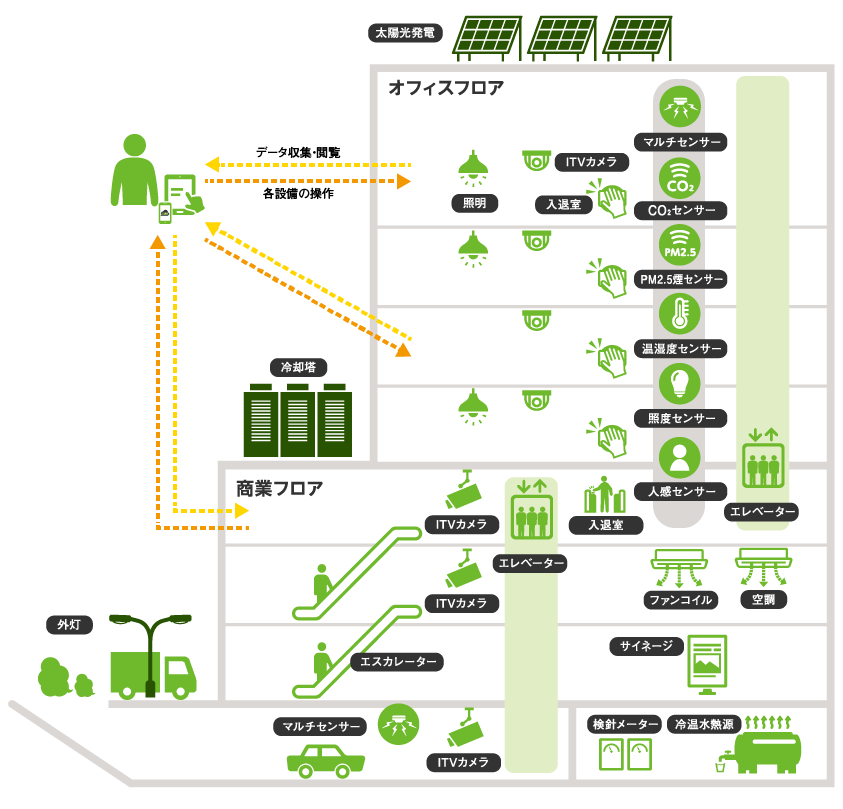 太陽光発電
オフィスフロア
マルチセンサー
データ収集・閲覧
ITVカメラ
CO₂
各設備の操作
照明
入退室
CO₂センサー
PM2.5
PM2.5煙センサー
温湿度センサー
冷却塔
照度センサー
商業フロア
人感センサー
エレベーター
ITVカメラ
入退室
エレベーター
ITVカメラ
ファンコイル
空調
外灯
サイネージ
エスカレーター
マルチセンサー
検針メーター
冷温水熱源
ITVカメラ